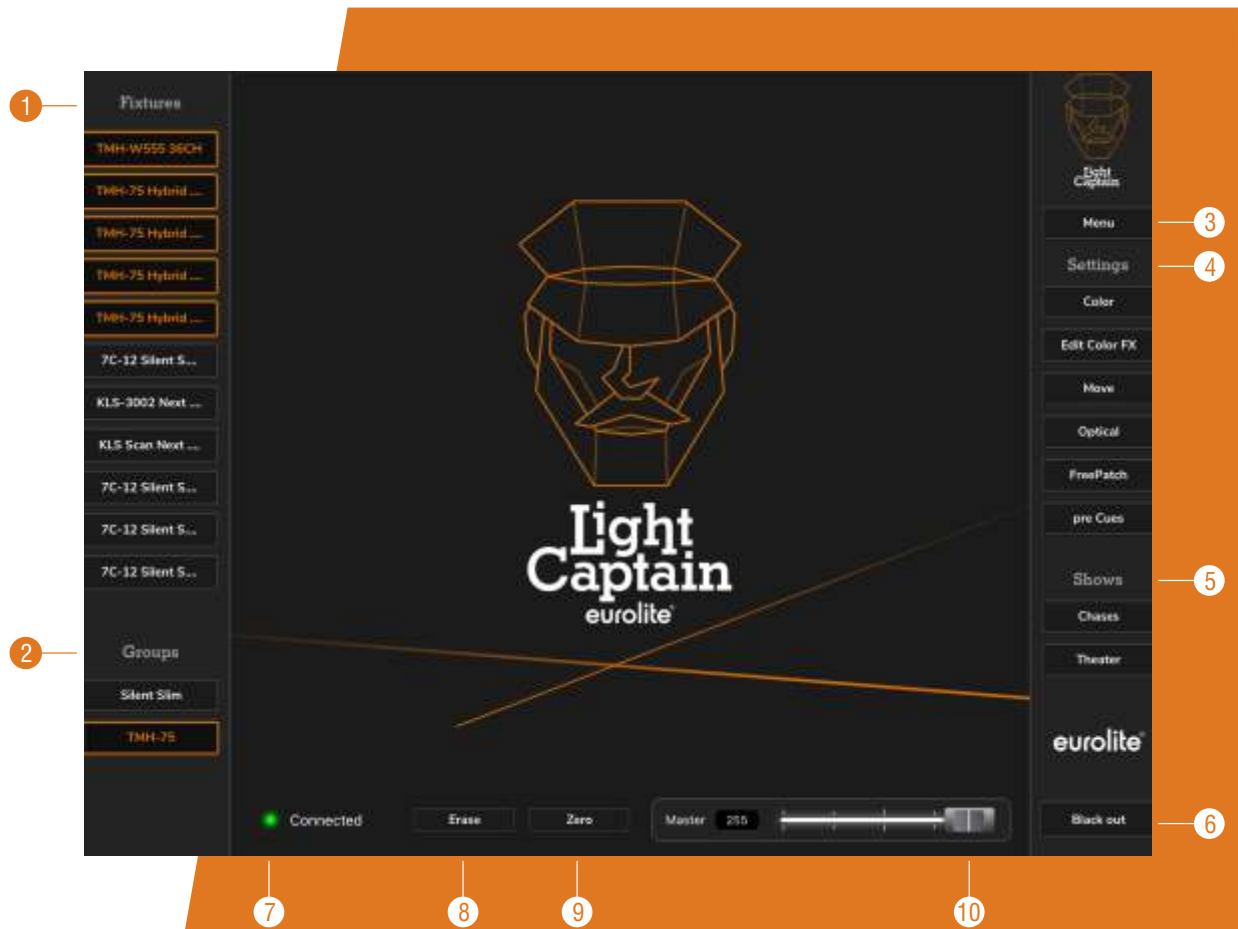 1
Fixtures
TMH-W555 36CH
TMH-75 Hybrid ...
TMH-75 Hybrid ...
TMH-75 Hybrid ...
TMH-75 Hybrid ...
7C-12 Silent S...
KLS-3002 Next ...
KLS Scan Next ...
7C-12 Silent S...
7C-12 Silent S...
7C-12 Silent S...
2
Groups
Silent Slim
TMH-75
Light
Captain
eurolite®
Connected
Erase
Zero
Master 255
Light
Captain
Menu
3
Settings
4
Color
Edit Color FX
Move
Optical
FreePatch
pre Cues
Shows
5
Chases
Theater
eurolite®
Black out
6
7
8
9
10